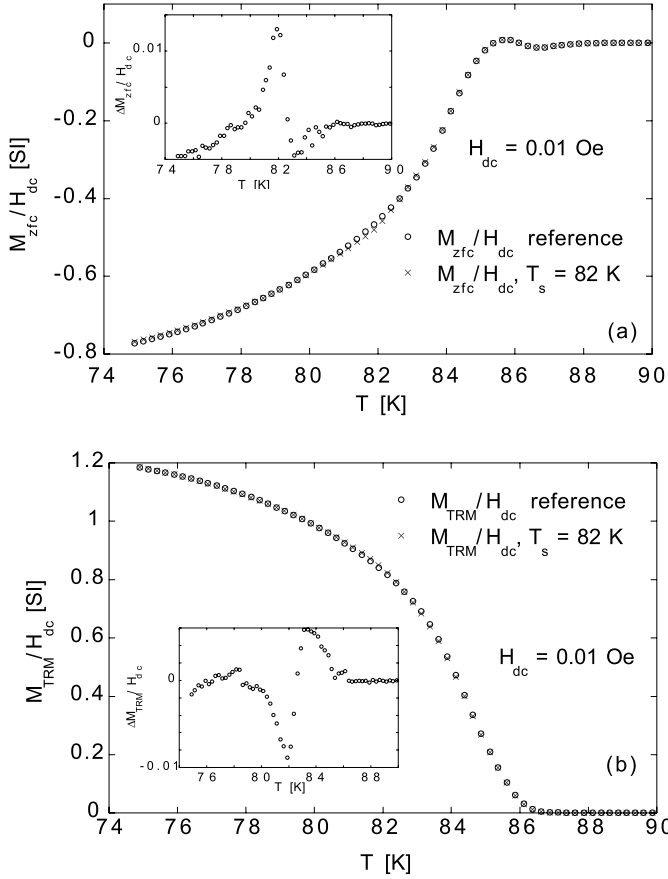 0.01
0
ΔM_zfc/H_dc
74 78 82 86 90
T [K]
0
-0.2
-0.4
-0.6
-0.8
M_zfc/H_dc [SI]
H_dc = 0.01 Oe
M_zfc/H_dc reference
M_zfc/H_dc, T_s = 82 K
(a)
74 76 78 80 82 84 86 88 90
T [K]
1.2
1
0.8
0.6
0.4
0.2
0
M_TRM/H_dc [SI]
M_TRM/H_dc reference
M_TRM/H_dc, T_s = 82 K
0
-0.01
ΔM_TRM/H_dc
76 80 84 88
T [K]
H_dc = 0.01 Oe
(b)
74 76 78 80 82 84 86 88 90
T [K]